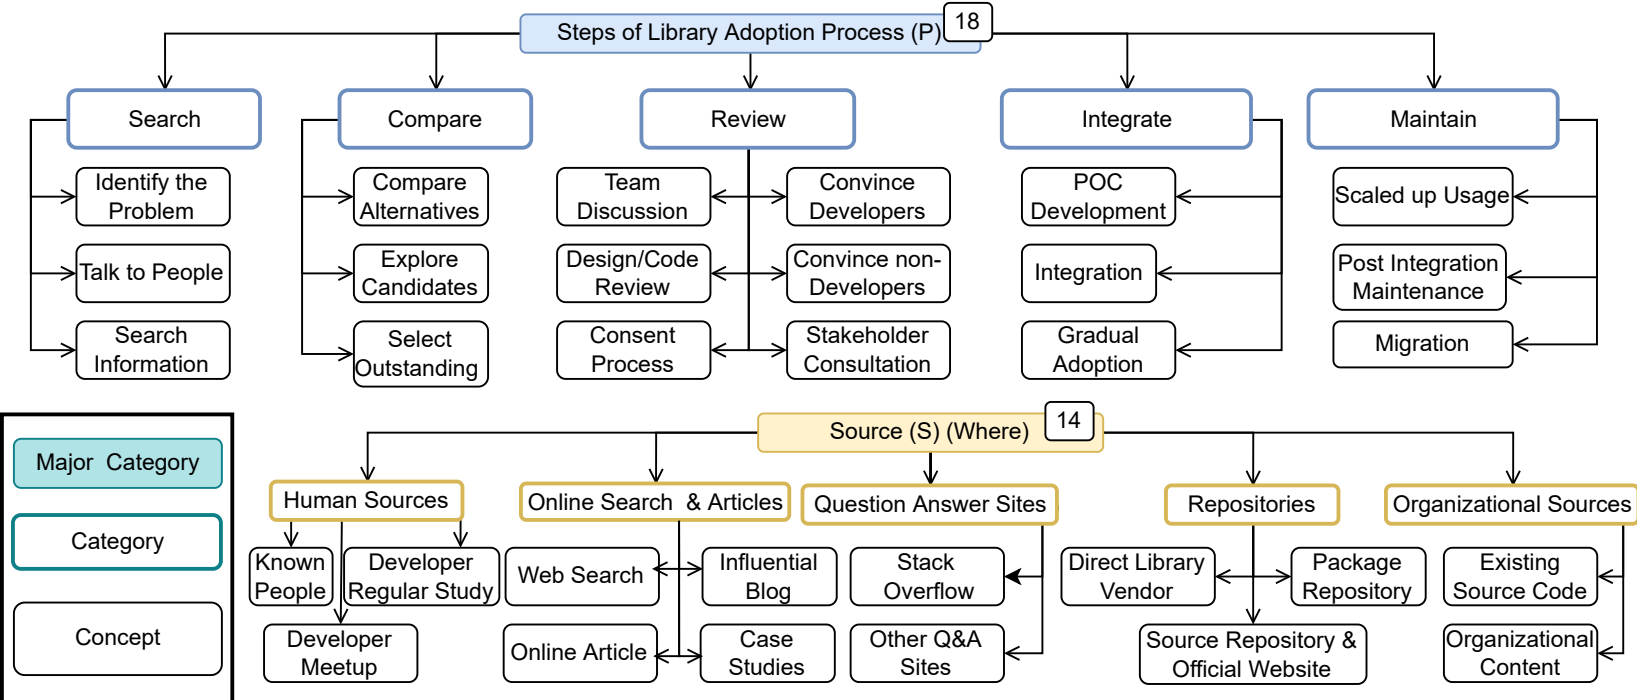 Steps of Library Adoption Process (P)
18
Search
Compare
Review
Integrate
Maintain
Identify the
Problem
Talk to People
Search
Information
Compare
Alternatives
Explore
Candidates
Select
Outstanding
Team
Discussion
Design/Code
Review
Consent
Process
Convince
Developers
Convince non-
Developers
Stakeholder
Consultation
POC
Development
Integration
Gradual
Adoption
Scaled up Usage
Post Integration
Maintenance
Migration
Major Category
Category
Concept
Source (S) (Where)
14
Human Sources
Online Search & Articles
Question Answer Sites
Repositories
Organizational Sources
Known
People
Developer
Regular Study
Developer
Meetup
Web Search
Influential
Blog
Online Article
Case
Studies
Stack
Overflow
Other Q&A
Sites
Direct Library
Vendor
Package
Repository
Source Repository &
Official Website
Existing
Source Code
Organizational
Content